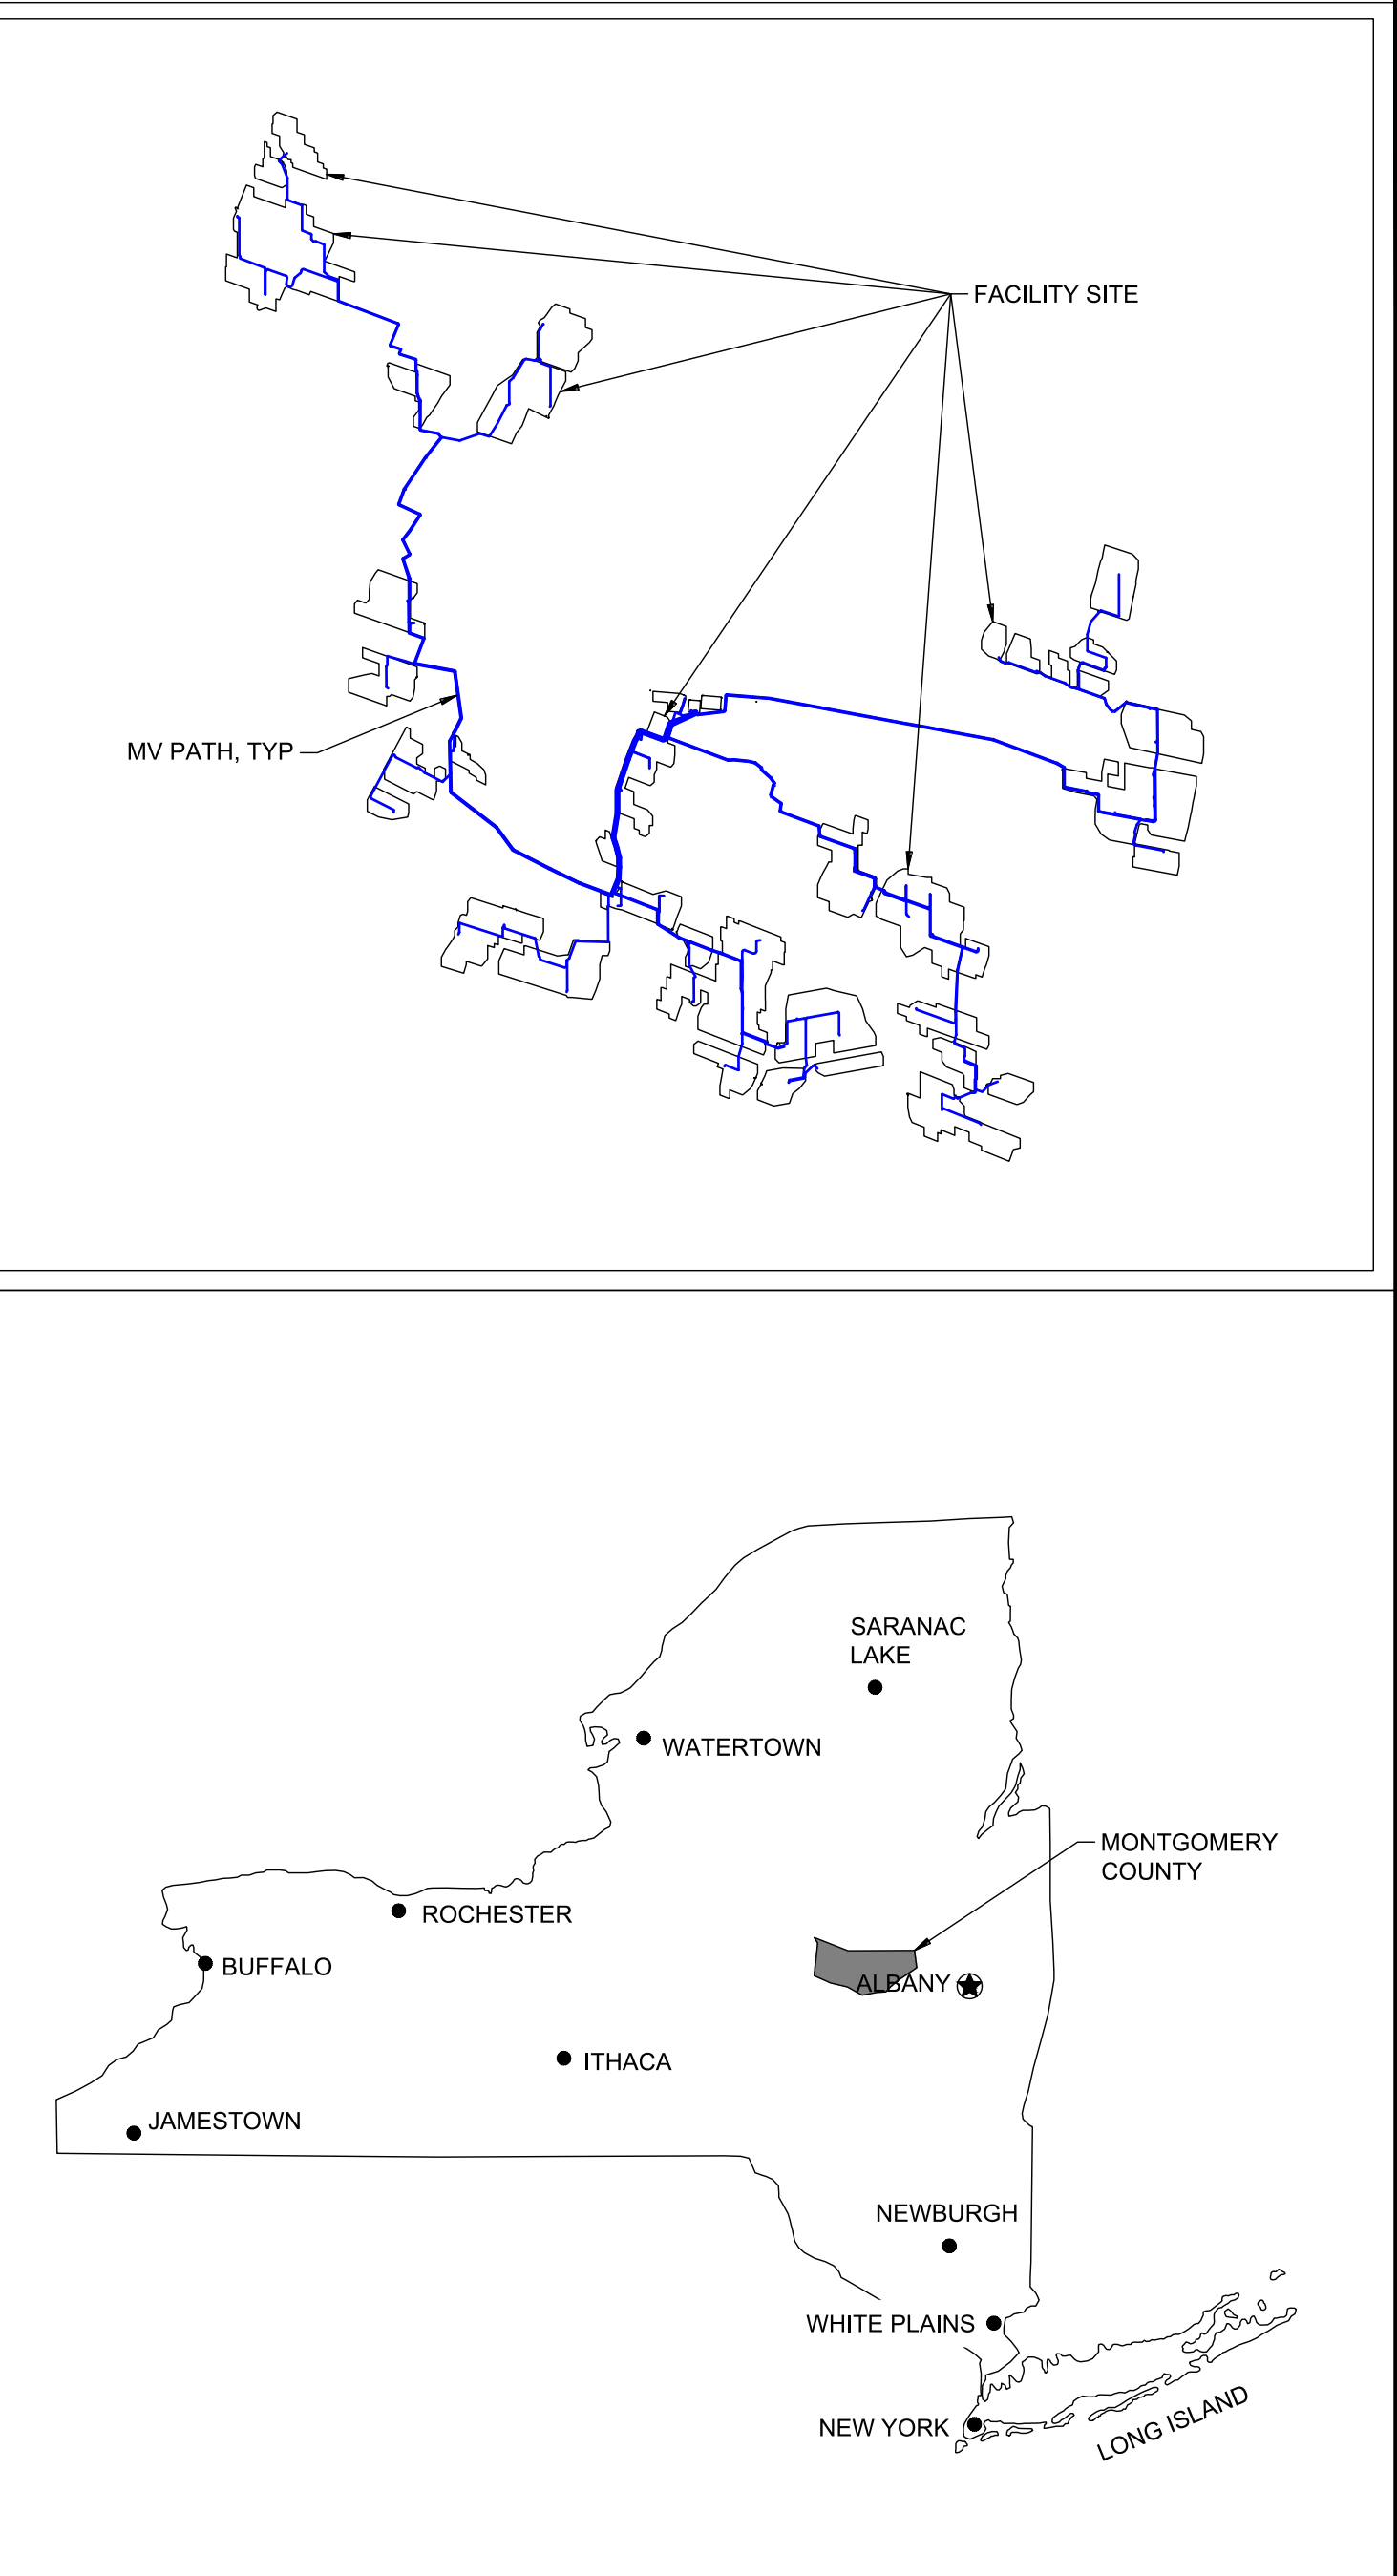 FACILITY SITE
MV PATH, TYP
SARANAC
LAKE
WATERTOWN
MONTGOMERY
COUNTY
ROCHESTER
BUFFALO
ALBANY
ITHACA
JAMESTOWN
NEWBURGH
WHITE PLAINS
NEW YORK
LONG ISLAND